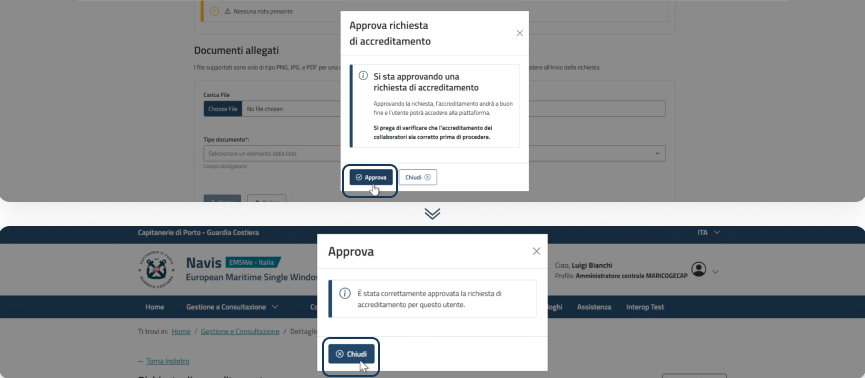 Nessuna nota presente
Documenti allegati
I file supportati sono solo di tipo PNG, JPG, e PDF per una
dere all'invio della richiesta.
Carica File
Choose File No file chosen
Tipo documento*:
Selezionare un elemento della lista
Campo obbligatorio
Approva richiesta
di accreditamento
Si sta approvando una
richiesta di accreditamento
Approvando la richiesta, l'accreditamento andrà a buon
fine e l'utente potrà accedere alla piattaforma.
Si prega di verificare che l'accreditamento dei
collaboratori sia corretto prima di procedere.
Approva
Chiudi
Capitanerie di Porto - Guardia Costiera
ITA
Navis EMSWe - Italia
European Maritime Single Window
Ciao, Luigi Bianchi
Profilo: Amministratore centrale MARICOGECAP
Home Gestione e Consultazione Co
loghi Assistenza Interop Test
Ti trovi in: Home / Gestione e Consultazione / Dettaglio
← Torna Indietro
Approva
È stata correttamente approvata la richiesta di
accreditamento per questo utente.
Chiudi